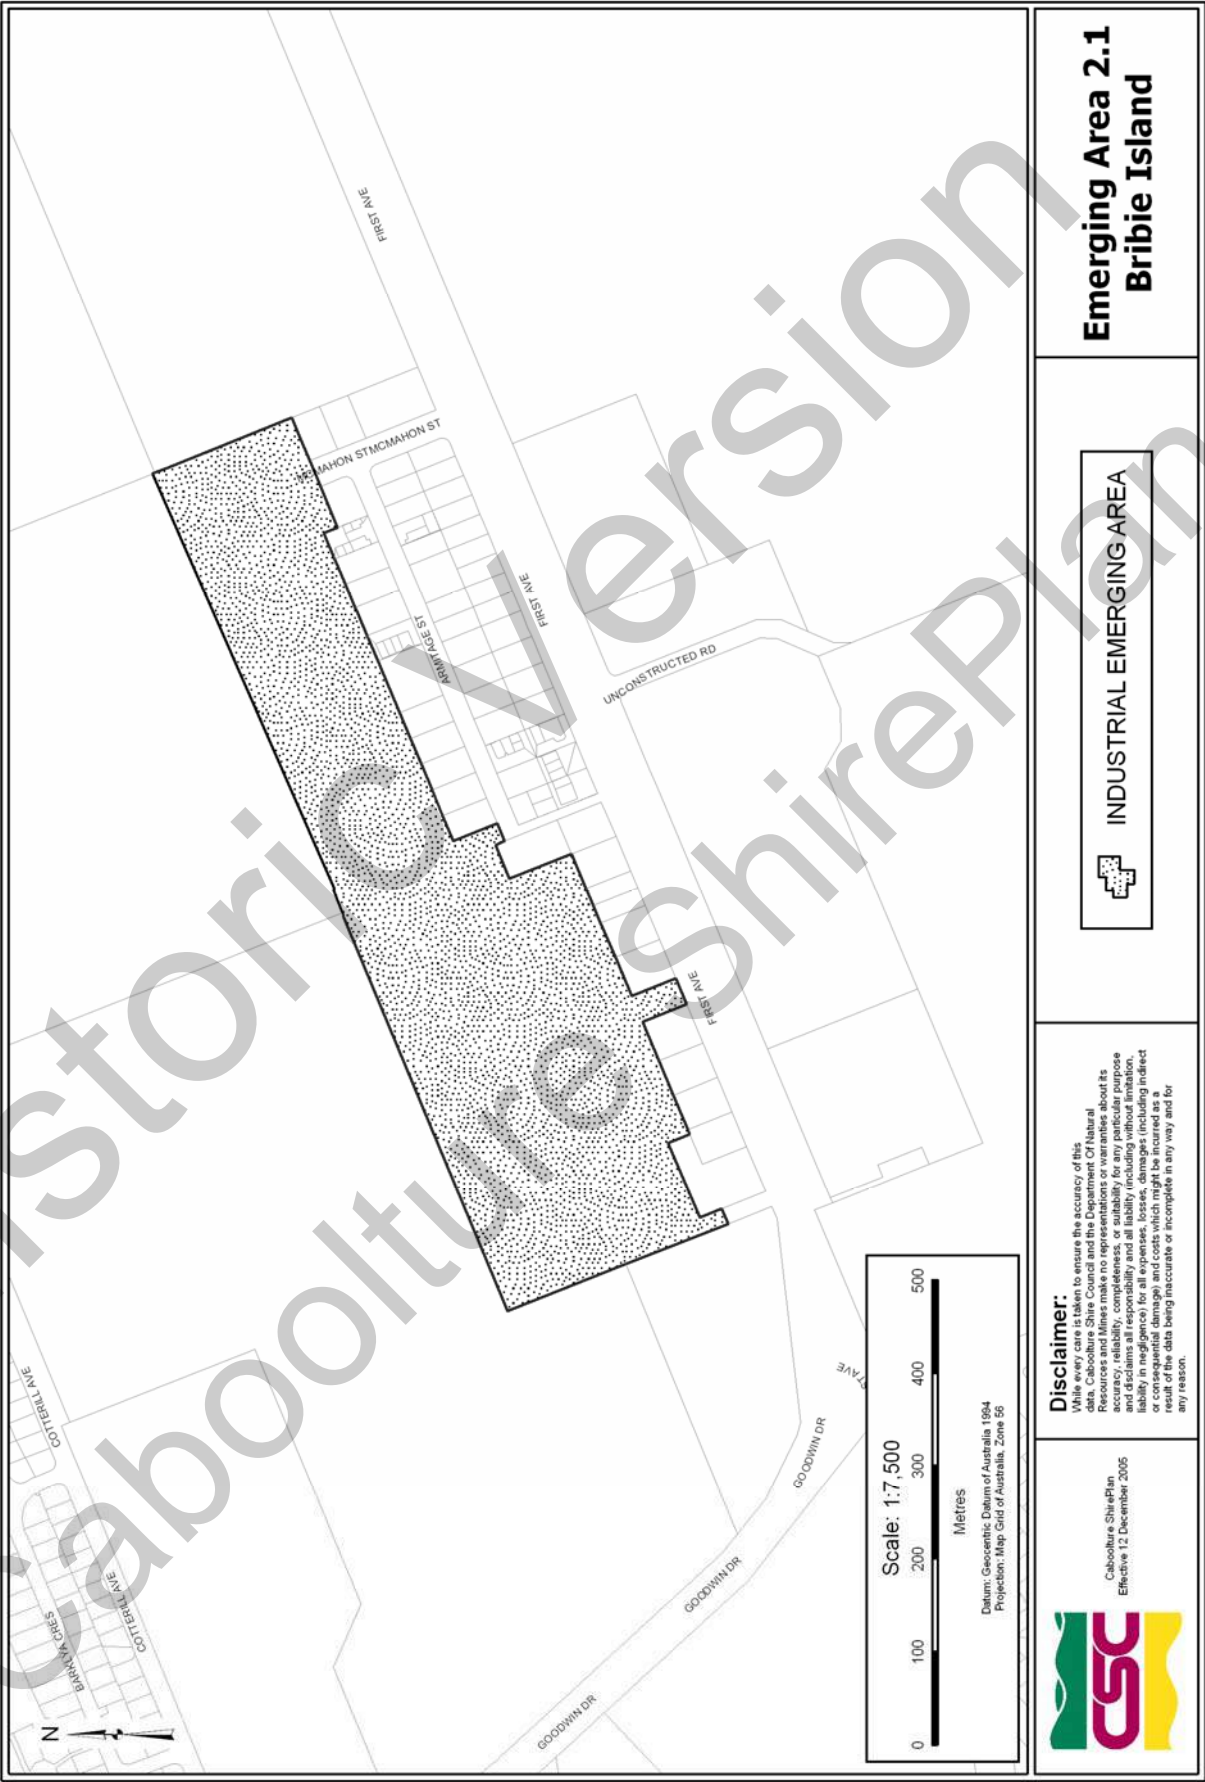 COTTERILL AVE
BARKLYA CRES
COTTERILL AVE
N
FIRST AVE
MCMAHON ST
MCMAHON ST
ARMITAGE ST
FIRST AVE
UNCONSTRUCTED RD
FIRST AVE
ST AVE
GOODWIN DR
GOODWIN DR
GOODWIN DR
Scale: 1:7,500
0 100 200 300 400 500
Metres
Datum: Geocentric Datum of Australia 1994
Projection: Map Grid of Australia, Zone 56
CSC
Caboolture ShirePlan
Effective 12 December 2005
Disclaimer:
While every care is taken to ensure the accuracy of this
data, Caboolture Shire Council and the Department Of Natural
Resources and Mines make no representations or warranties about its
accuracy, reliability, completeness, or suitability for any particular purpose
and disclaims all responsibility and all liability (including without limitation,
liability in negligence) for all expenses, losses, damages (including indirect
or consequential damage) and costs which might be incurred as a
result of the data being inaccurate or incomplete in any way and for
any reason.
INDUSTRIAL EMERGING AREA
Emerging Area 2.1
Bribie Island
istoric Version
Caboolture ShirePlan